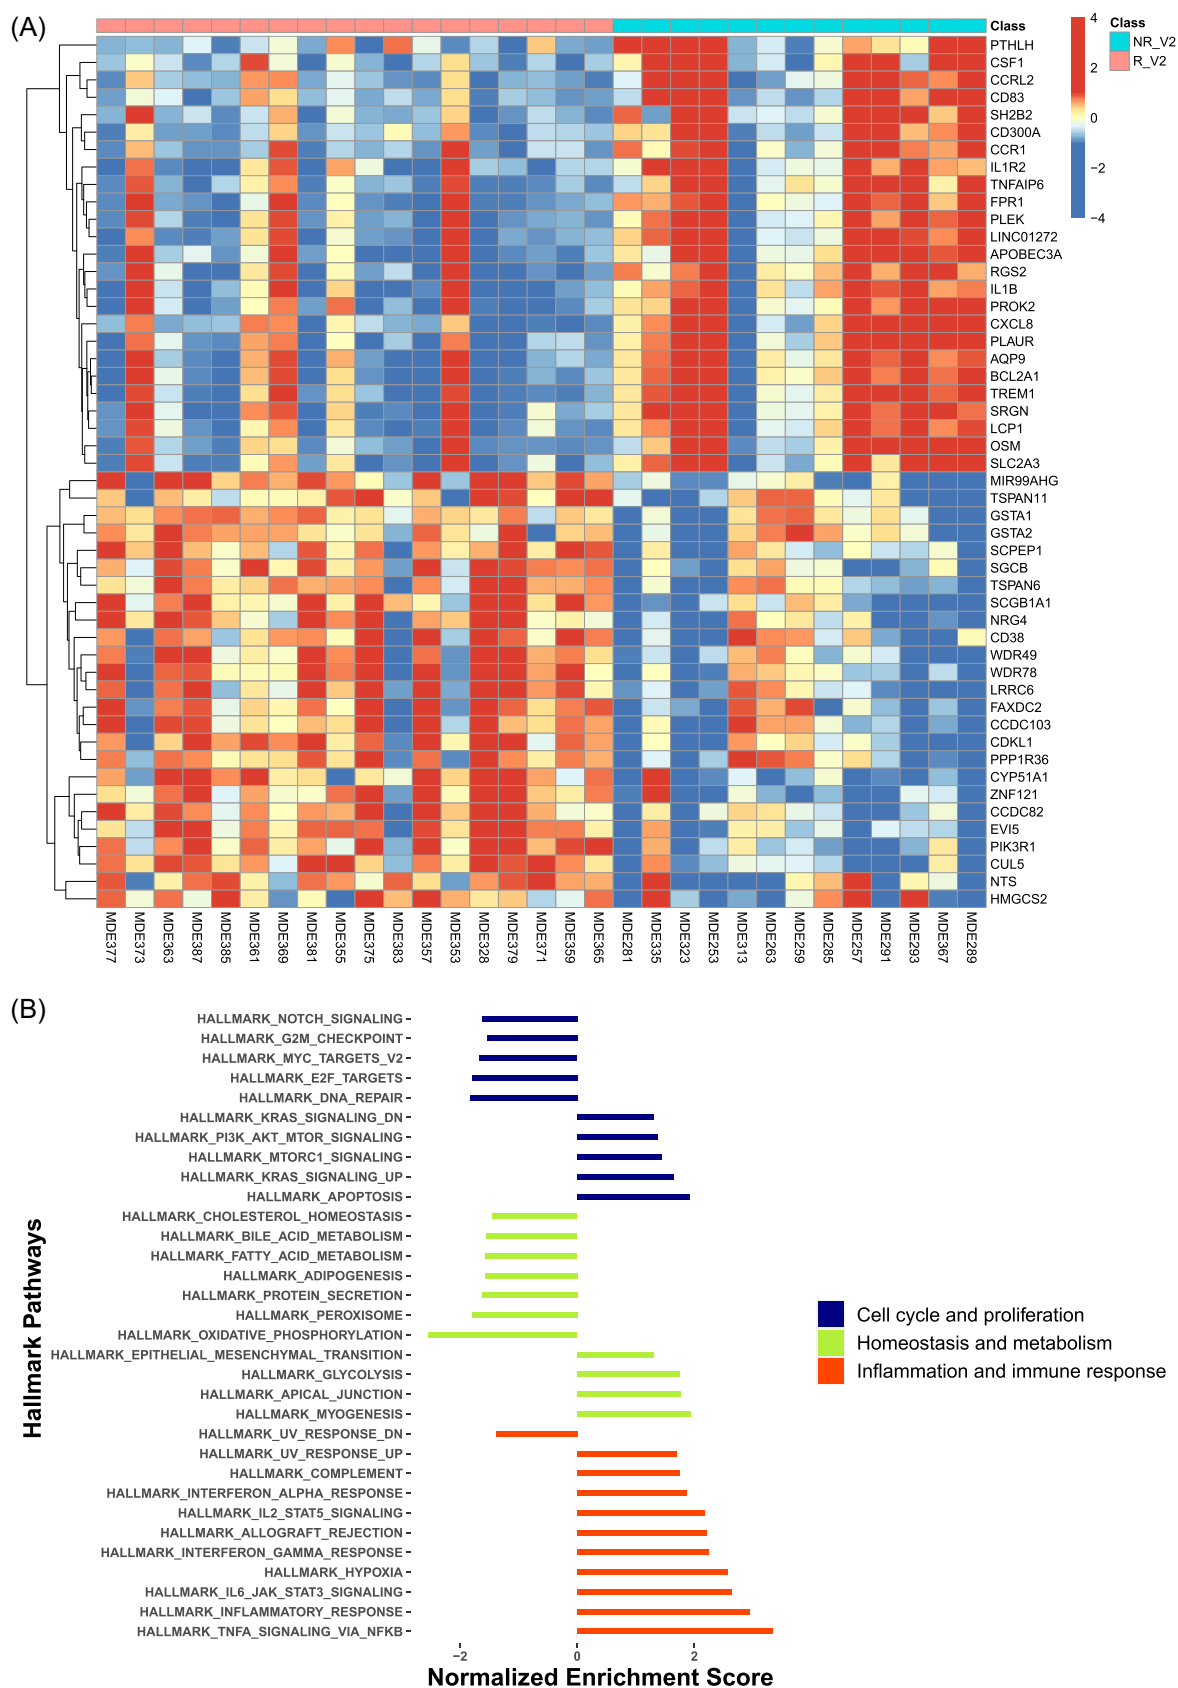 (A)
Class
PTHLH
CSF1
CCRL2
CD83
SH2B2
CD300A
CCR1
IL1R2
TNFAIP6
FPR1
PLEK
LINC01272
APOBEC3A
RGS2
IL1B
PROK2
CXCL8
PLAUR
AQP9
BCL2A1
TREM1
SRGN
LCP1
OSM
SLC2A3
MIR99AHG
TSPAN11
GSTA1
GSTA2
SCPEP1
SGCB
TSPAN6
SCGB1A1
NRG4
CD38
WDR49
WDR78
LRRC6
FAXDC2
CCDC103
CDKL1
PPP1R36
CYP51A1
ZNF121
CCDC82
EVI5
PIK3R1
CUL5
NTS
HMGCS2
4
2
0
−2
−4
Class
NR_V2
R_V2
MDE377
MDE373
MDE363
MDE387
MDE385
MDE361
MDE369
MDE381
MDE355
MDE375
MDE383
MDE357
MDE353
MDE328
MDE379
MDE371
MDE359
MDE365
MDE281
MDE335
MDE323
MDE253
MDE313
MDE263
MDE259
MDE285
MDE257
MDE291
MDE293
MDE367
MDE289
(B)
Hallmark Pathways
HALLMARK_NOTCH_SIGNALING
HALLMARK_G2M_CHECKPOINT
HALLMARK_MYC_TARGETS_V2
HALLMARK_E2F_TARGETS
HALLMARK_DNA_REPAIR
HALLMARK_KRAS_SIGNALING_DN
HALLMARK_PI3K_AKT_MTOR_SIGNALING
HALLMARK_MTORC1_SIGNALING
HALLMARK_KRAS_SIGNALING_UP
HALLMARK_APOPTOSIS
HALLMARK_CHOLESTEROL_HOMEOSTASIS
HALLMARK_BILE_ACID_METABOLISM
HALLMARK_FATTY_ACID_METABOLISM
HALLMARK_ADIPOGENESIS
HALLMARK_PROTEIN_SECRETION
HALLMARK_PEROXISOME
HALLMARK_OXIDATIVE_PHOSPHORYLATION
HALLMARK_EPITHELIAL_MESENCHYMAL_TRANSITION
HALLMARK_GLYCOLYSIS
HALLMARK_APICAL_JUNCTION
HALLMARK_MYOGENESIS
HALLMARK_UV_RESPONSE_DN
HALLMARK_UV_RESPONSE_UP
HALLMARK_COMPLEMENT
HALLMARK_INTERFERON_ALPHA_RESPONSE
HALLMARK_IL2_STAT5_SIGNALING
HALLMARK_ALLOGRAFT_REJECTION
HALLMARK_INTERFERON_GAMMA_RESPONSE
HALLMARK_HYPOXIA
HALLMARK_IL6_JAK_STAT3_SIGNALING
HALLMARK_INFLAMMATORY_RESPONSE
HALLMARK_TNFA_SIGNALING_VIA_NFKB
−2
0
2
Normalized Enrichment Score
Cell cycle and proliferation
Homeostasis and metabolism
Inflammation and immune response